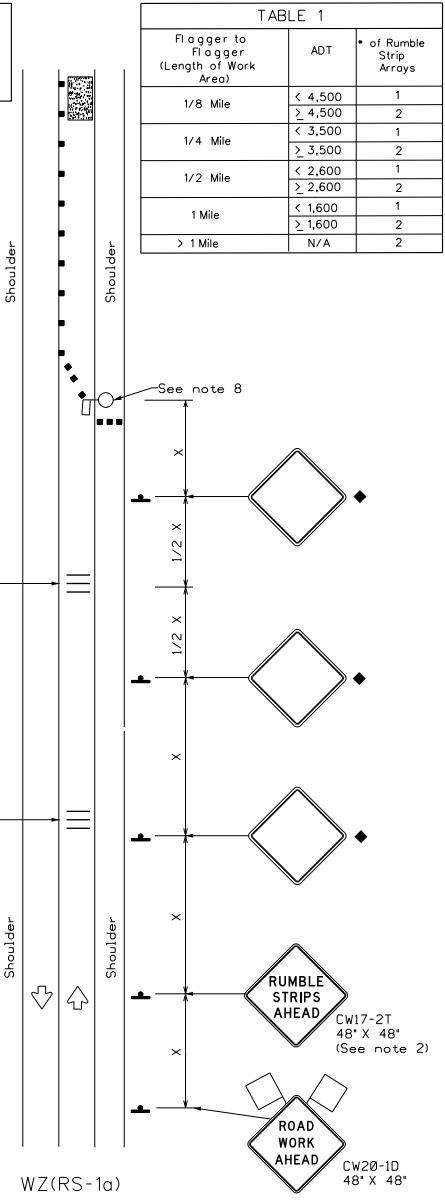 TABLE 1
Flagger to
Flagger
(Length of Work
Area)
ADT
* of Rumble
Strip
Arrays
1/8 Mile
< 4,500
1
≥ 4,500
2
1/4 Mile
< 3,500
1
≥ 3,500
2
1/2 Mile
< 2,600
1
≥ 2,600
2
1 Mile
< 1,600
1
≥ 1,600
2
> 1 Mile
N/A
2
Shoulder
Shoulder
See note 8
X
1/2 X
1/2 X
X
X
X
Shoulder
Shoulder
RUMBLE
STRIPS
AHEAD
CW17-2T
48" X 48"
(See note 2)
ROAD
WORK
AHEAD
CW20-1D
48" X 48"
WZ(RS-1a)